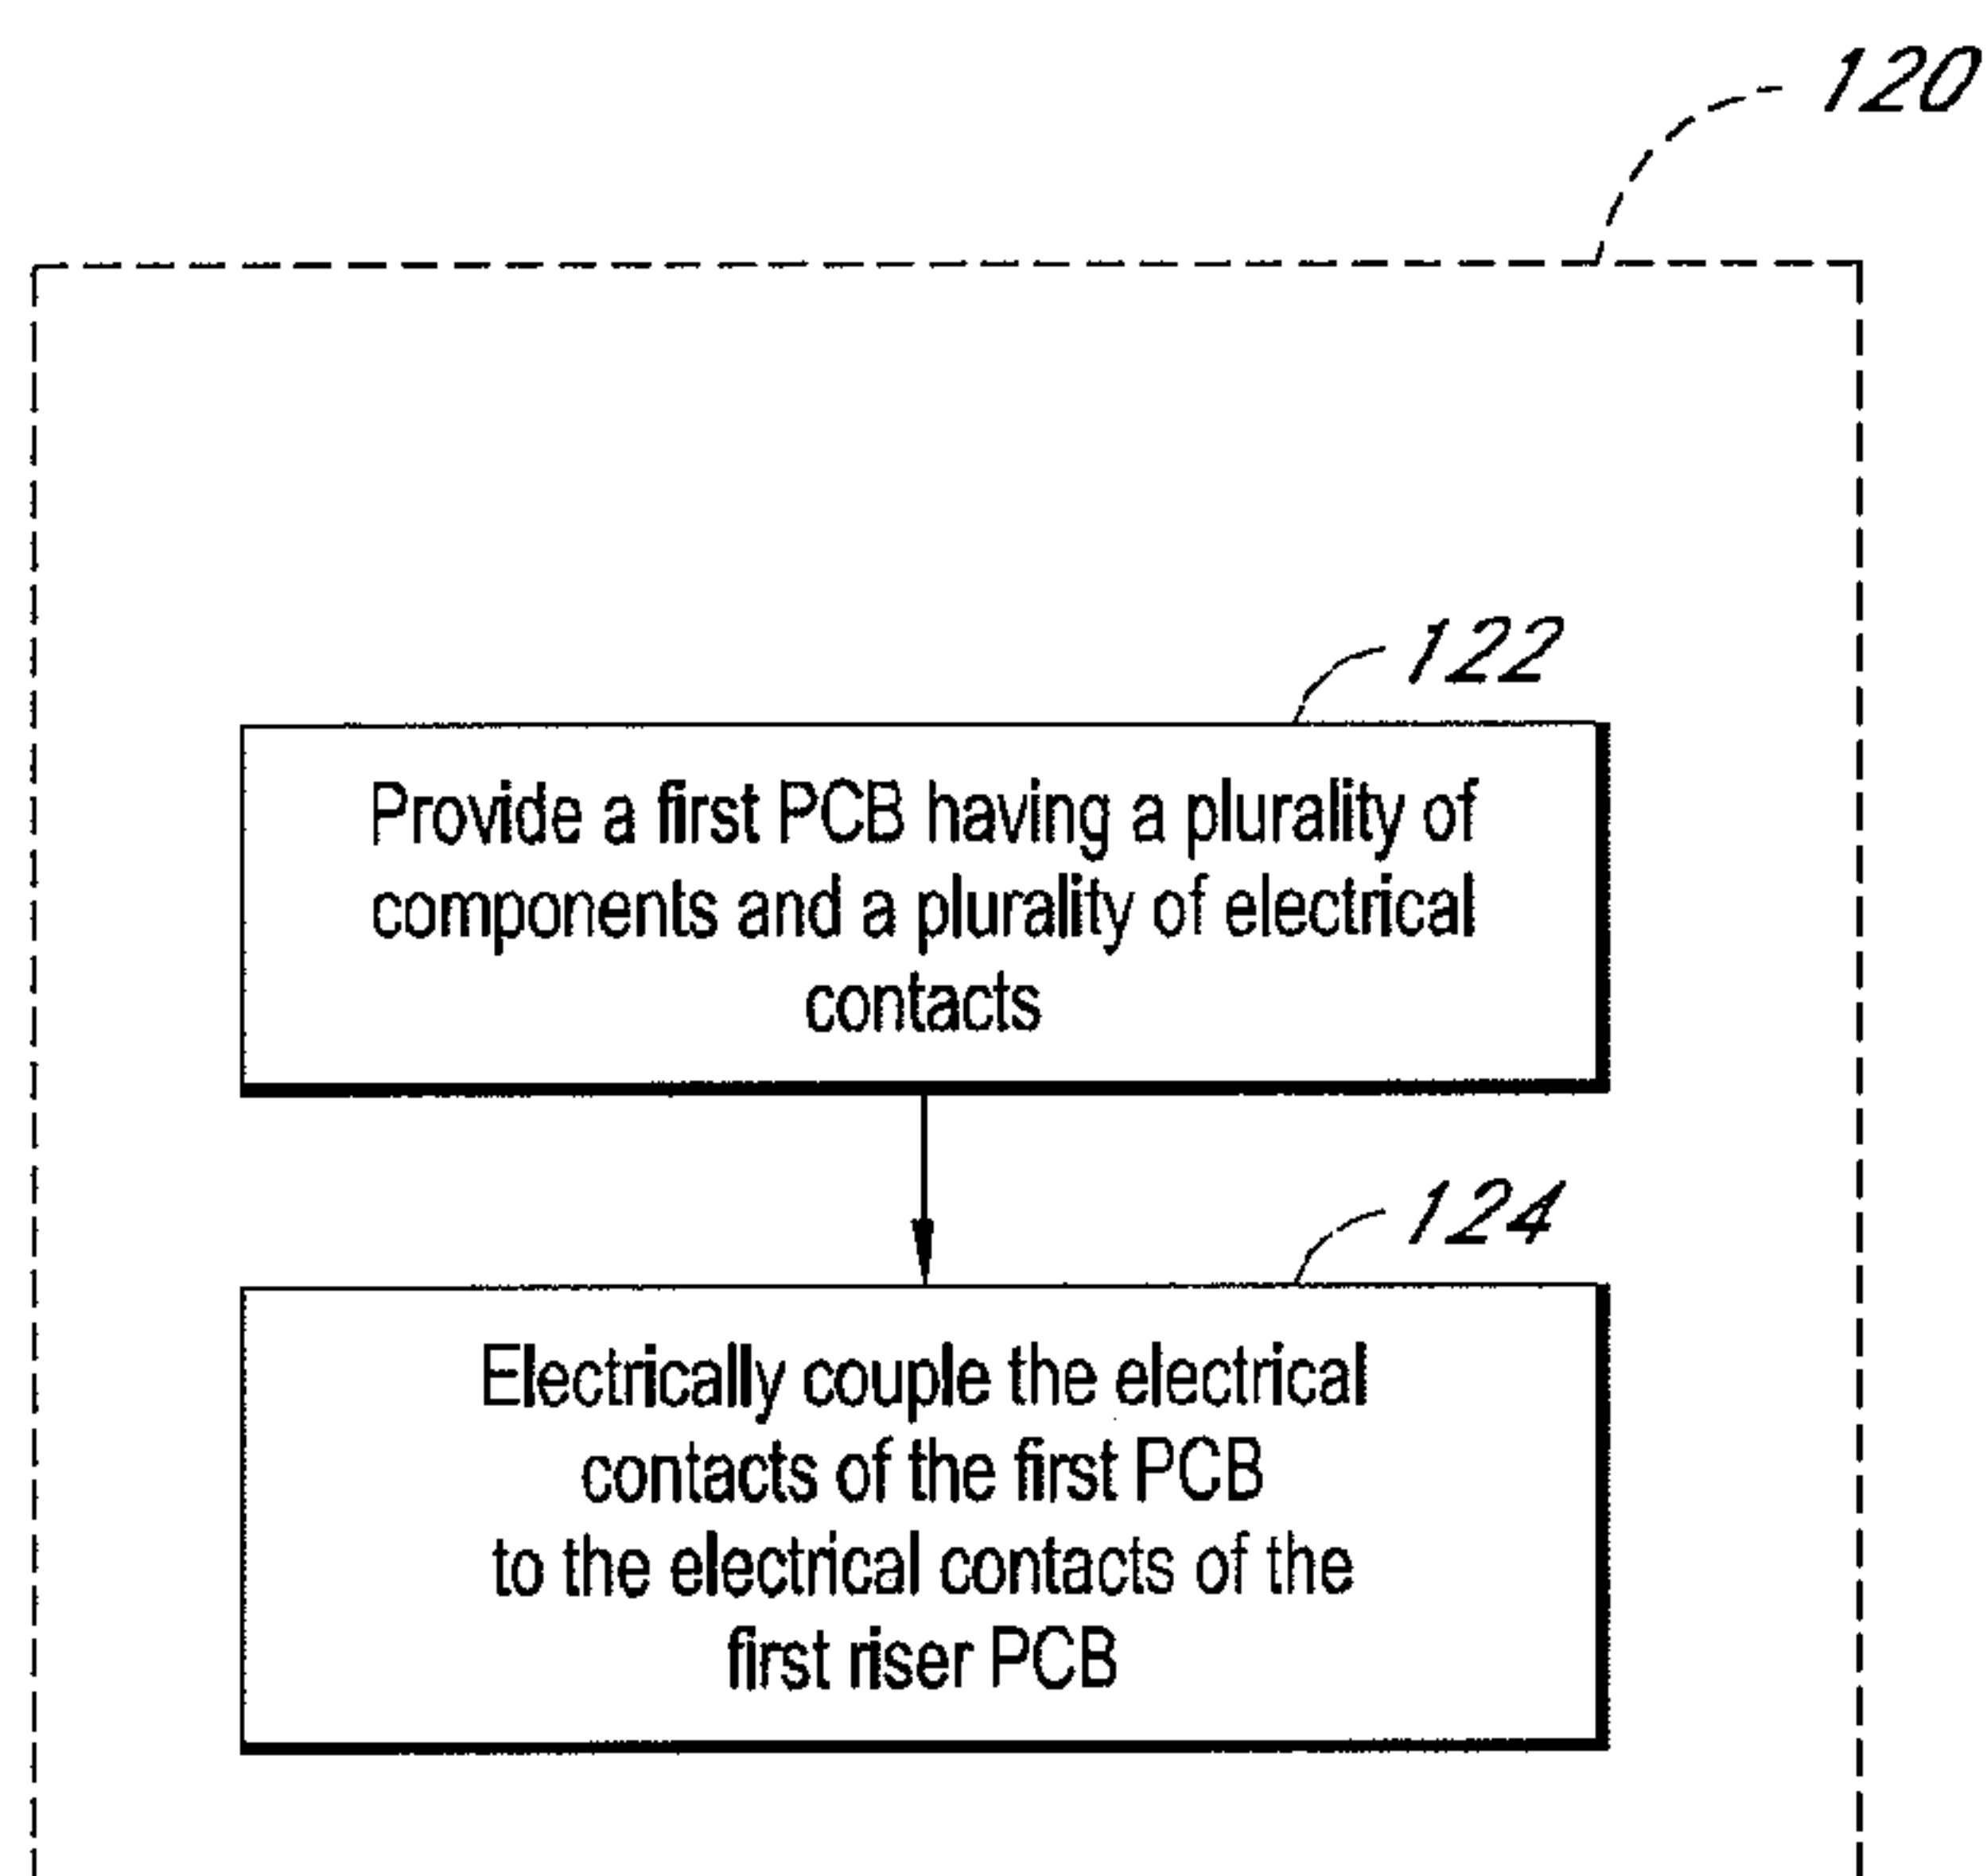 120
122
Provide a first PCB having a plurality of
components and a plurality of electrical
contacts
124
Electrically couple the electrical
contacts of the first PCB
to the electrical contacts of the
first riser PCB